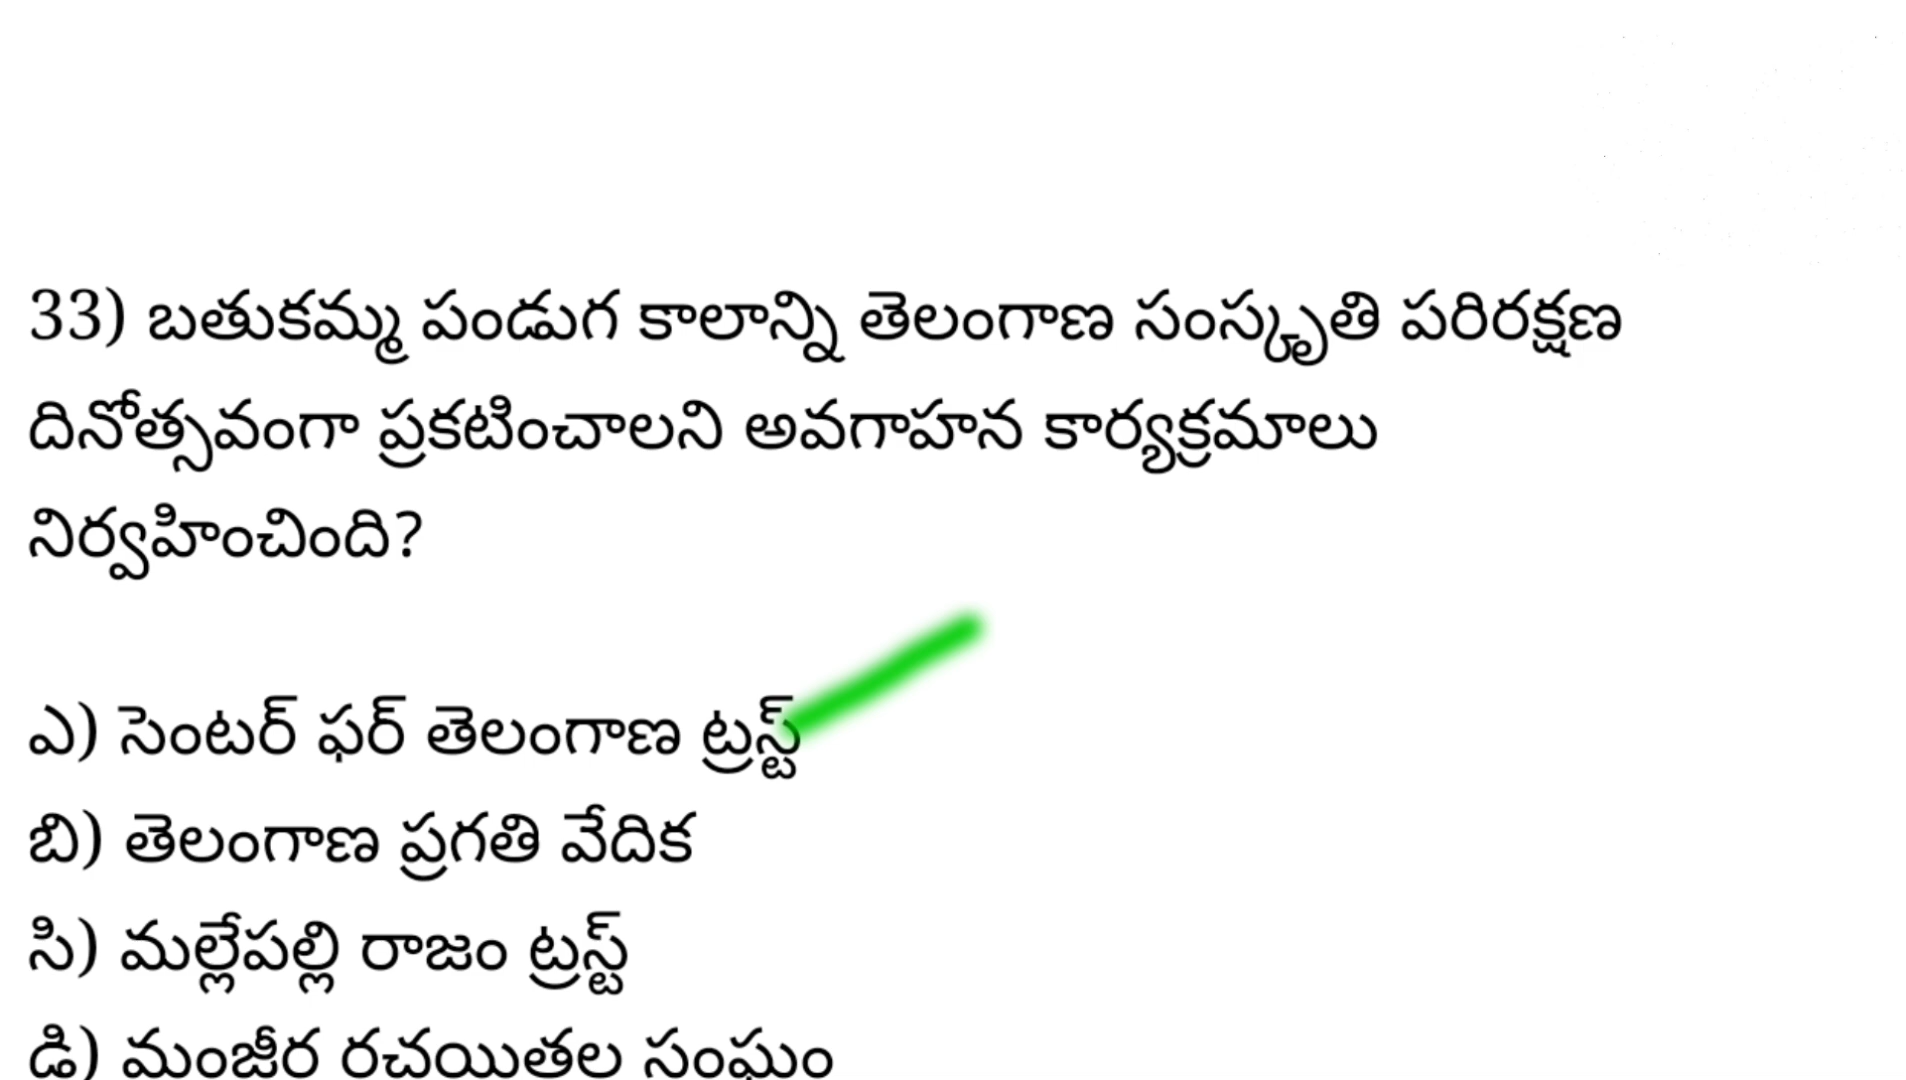 33) బతుకమ్మ పండుగ కాలాన్ని తెలంగాణ సంస్కృతి పరిరక్షణ
దినోత్సవంగా ప్రకటించాలని అవగాహన కార్యక్రమాలు
నిర్వహించింది?
ఎ) సెంటర్ ఫర్ తెలంగాణ ట్రస్ట్
బి) తెలంగాణ ప్రగతి వేదిక
సి) మల్లేపల్లి రాజం ట్రస్ట్
డి) మంజీర రచయితల సంఘం